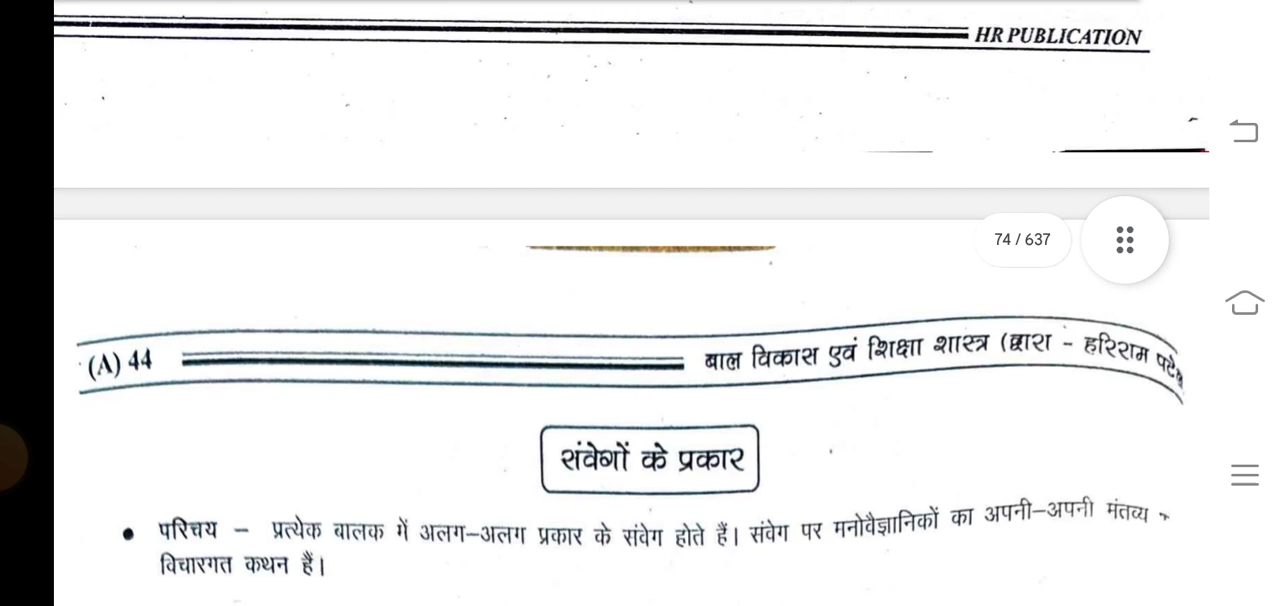 HR PUBLICATION
74 / 637
(A) 44 बाल विकास एवं शिक्षा शास्त्र (द्वारा - हरिराम पटेल
संवेगों के प्रकार
• परिचय – प्रत्येक बालक में अलग-अलग प्रकार के संवेग होते हैं। संवेग पर मनोवैज्ञानिकों का अपनी-अपनी मंतव्य
विचारगत कथन हैं।